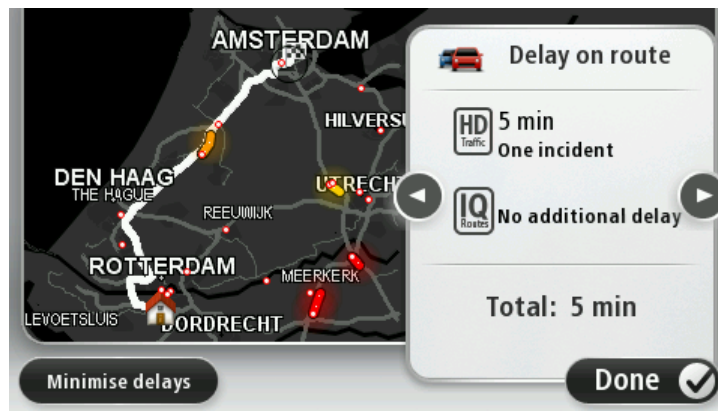 AMSTERDAM
HILVERSU
DEN HAAG
THE HAGUE
UTRECH
REEUWIJK
ROTTERDAM
MEERKERK
LEVOETSLUIS
DORDRECHT
Minimise delays
Delay on route
HD Traffic
5 min
One incident
IQ Routes
No additional delay
Total: 5 min
Done